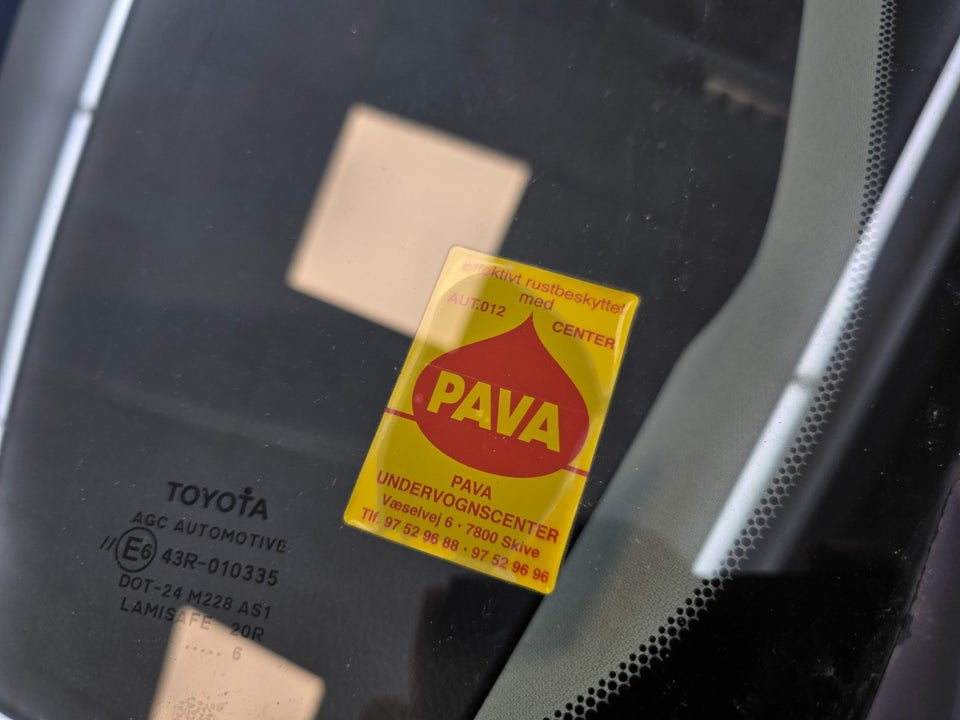 Effektivt rustbeskyttet
med
AUT.012 CENTER
PAVA
PAVA
UNDERVOGNSCENTER
Væselvej 6 · 7800 Skive
Tlf. 97 52 96 88 · 97 52 96 96
TOYOTA
AGC AUTOMOTIVE
// E6 43R-010335
DOT-24 M228 AS1
LAMISAFE 20R
..... 6